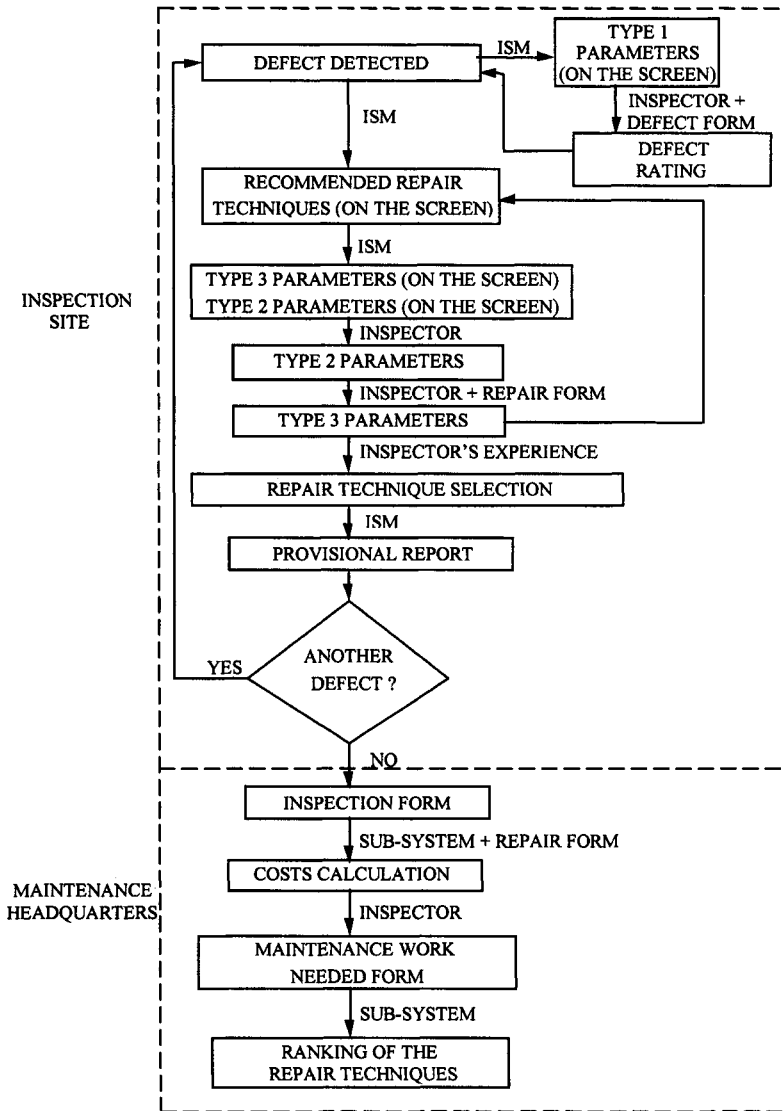 DEFECT DETECTED
ISM
TYPE 1
PARAMETERS
(ON THE SCREEN)
INSPECTOR +
DEFECT FORM
DEFECT
RATING
ISM
RECOMMENDED REPAIR
TECHNIQUES (ON THE SCREEN)
ISM
TYPE 3 PARAMETERS (ON THE SCREEN)
TYPE 2 PARAMETERS (ON THE SCREEN)
INSPECTION
SITE
INSPECTOR
TYPE 2 PARAMETERS
INSPECTOR + REPAIR FORM
TYPE 3 PARAMETERS
INSPECTOR'S EXPERIENCE
REPAIR TECHNIQUE SELECTION
ISM
PROVISIONAL REPORT
ANOTHER
DEFECT ?
YES
NO
INSPECTION FORM
SUB-SYSTEM + REPAIR FORM
COSTS CALCULATION
MAINTENANCE
HEADQUARTERS
INSPECTOR
MAINTENANCE WORK
NEEDED FORM
SUB-SYSTEM
RANKING OF THE
REPAIR TECHNIQUES